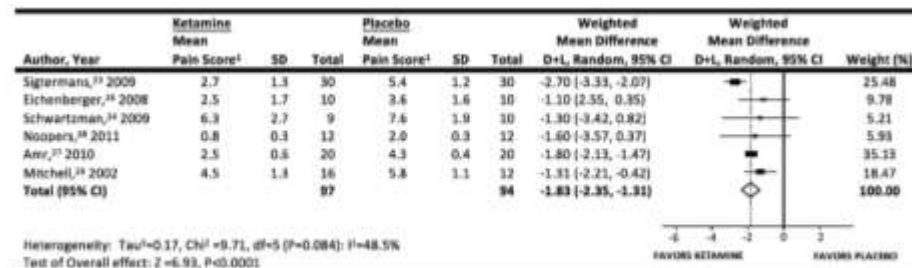 Ketamine Placebo Weighted Weighted
Mean Mean Mean Difference Mean Difference
Author, Year Pain Score¹ SD Total Pain Score¹ SD Total D+L, Random, 95% CI D+L, Random, 95% CI Weight (%)
Sigtermans,²³ 2009 2.7 1.3 30 5.4 1.2 30 -2.70 (-3.33, -2.07) 25.48
Eichenberger, 2008 2.5 1.7 10 3.6 1.6 10 -1.10 (2.55, 0.35) 9.78
Schwartzman,²⁴ 2009 6.3 2.7 9 7.6 1.9 10 -1.30 (-3.42, 0.82) 5.21
Noppers, 2011 0.8 0.3 12 2.0 0.3 12 -1.60 (-3.57, 0.37) 5.93
Amr, 2010 2.5 0.6 20 4.3 0.4 20 -1.80 (-2.13, -1.47) 35.13
Mitchell, 2002 4.5 1.3 16 5.8 1.1 12 -1.31 (-2.21, -0.42) 18.47
Total (95% CI) 97 94 -1.83 (-2.35, -1.31) 100.00
-6 -4 -2 0 2
Heterogeneity: Tau²=0.17, Chi² =9.71, df=5 (P=0.084): I²=48.5%
Test of Overall effect: Z =6.93, P<0.0001
FAVORS KETAMINE FAVORS PLACEBO